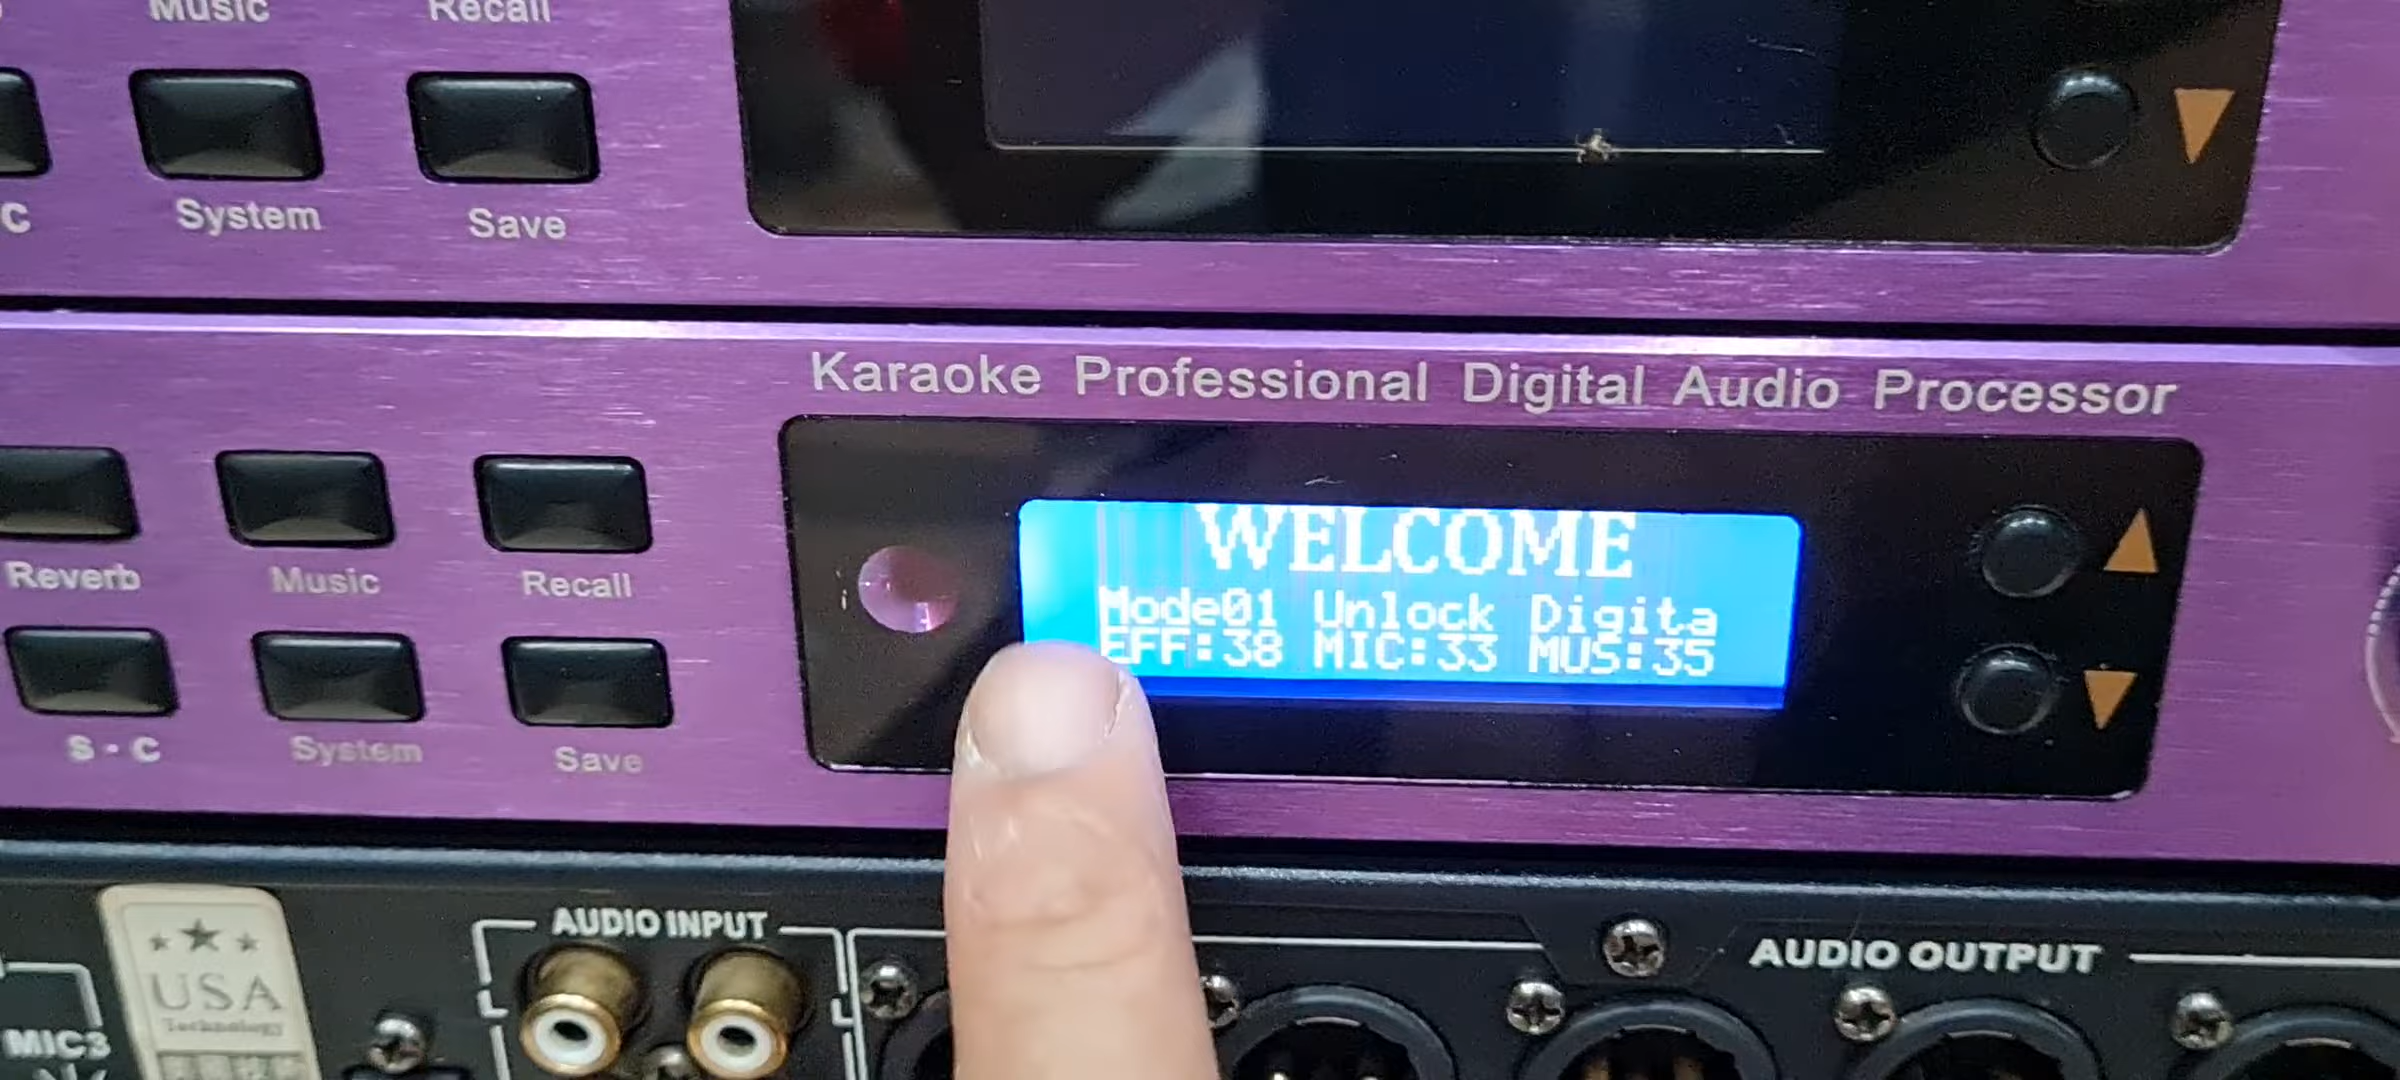 Music Recall
C System Save
Karaoke Professional Digital Audio Processor
Reverb Music Recall
WELCOME
Mode01 Unlock Digita
EFF:38 MIC:33 MUS:35
S - C System Save
AUDIO INPUT
AUDIO OUTPUT
USA
Technology
MIC3